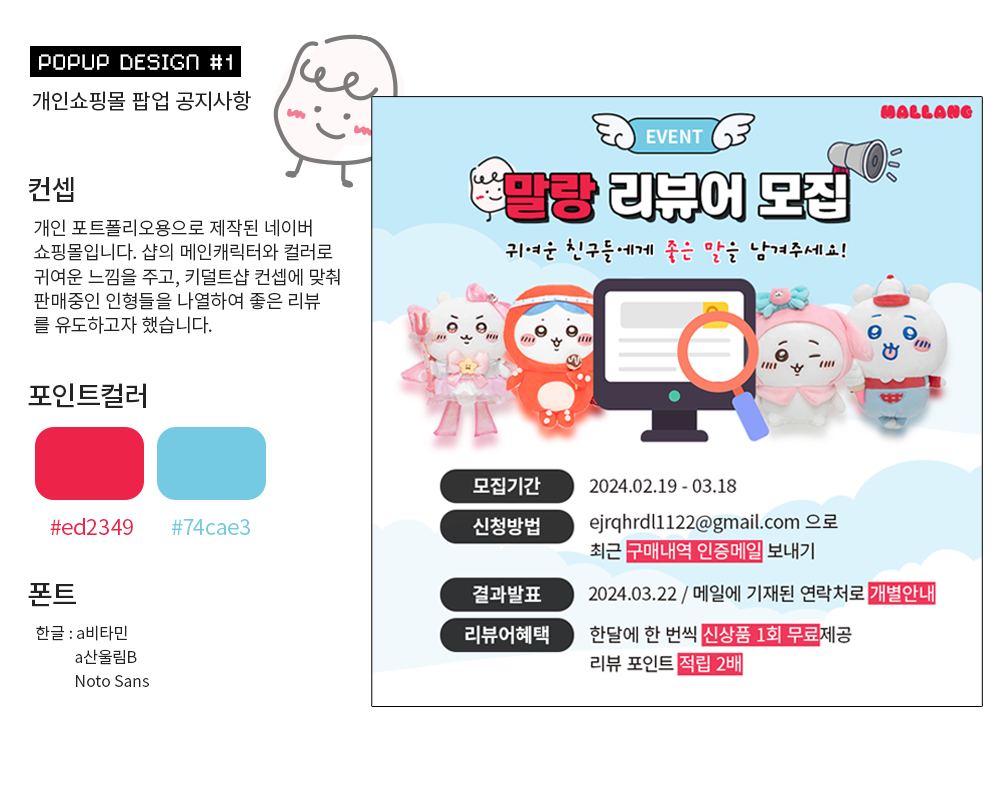 POPUP DESIGN #1
개인쇼핑몰 팝업 공지사항
컨셉
개인 포트폴리오용으로 제작된 네이버
쇼핑몰입니다. 샵의 메인캐릭터와 컬러로
귀여운 느낌을 주고, 키덜트샵 컨셉에 맞춰
판매중인 인형들을 나열하여 좋은 리뷰
를 유도하고자 했습니다.
포인트컬러
#ed2349 #74cae3
폰트
한글 : a비타민
a산울림B
Noto Sans
MALLANG
EVENT
말랑 리뷰어 모집
귀여운 친구들에게 좋은 말을 남겨주세요!
모집기간 2024.02.19 - 03.18
신청방법 ejrqhrdl1122@gmail.com 으로
최근 구매내역 인증메일 보내기
결과발표 2024.03.22 / 메일에 기재된 연락처로 개별안내
리뷰어혜택 한달에 한 번씩 신상품 1회 무료제공
리뷰 포인트 적립 2배